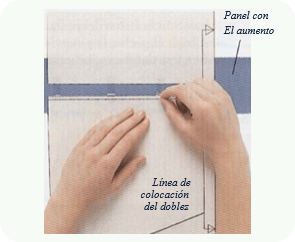 Panel con
El aumento
Línea de
colocación
del doblez